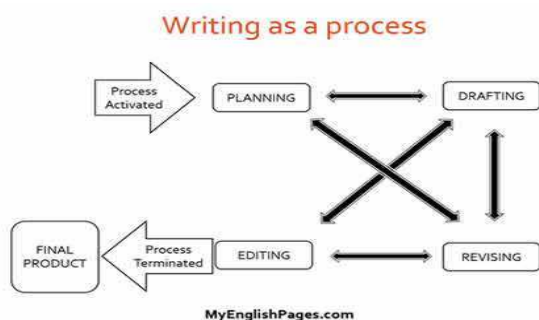 Writing as a process
Process
Activated
PLANNING
DRAFTING
FINAL
PRODUCT
Process
Terminated
EDITING
REVISING
MyEnglishPages.com